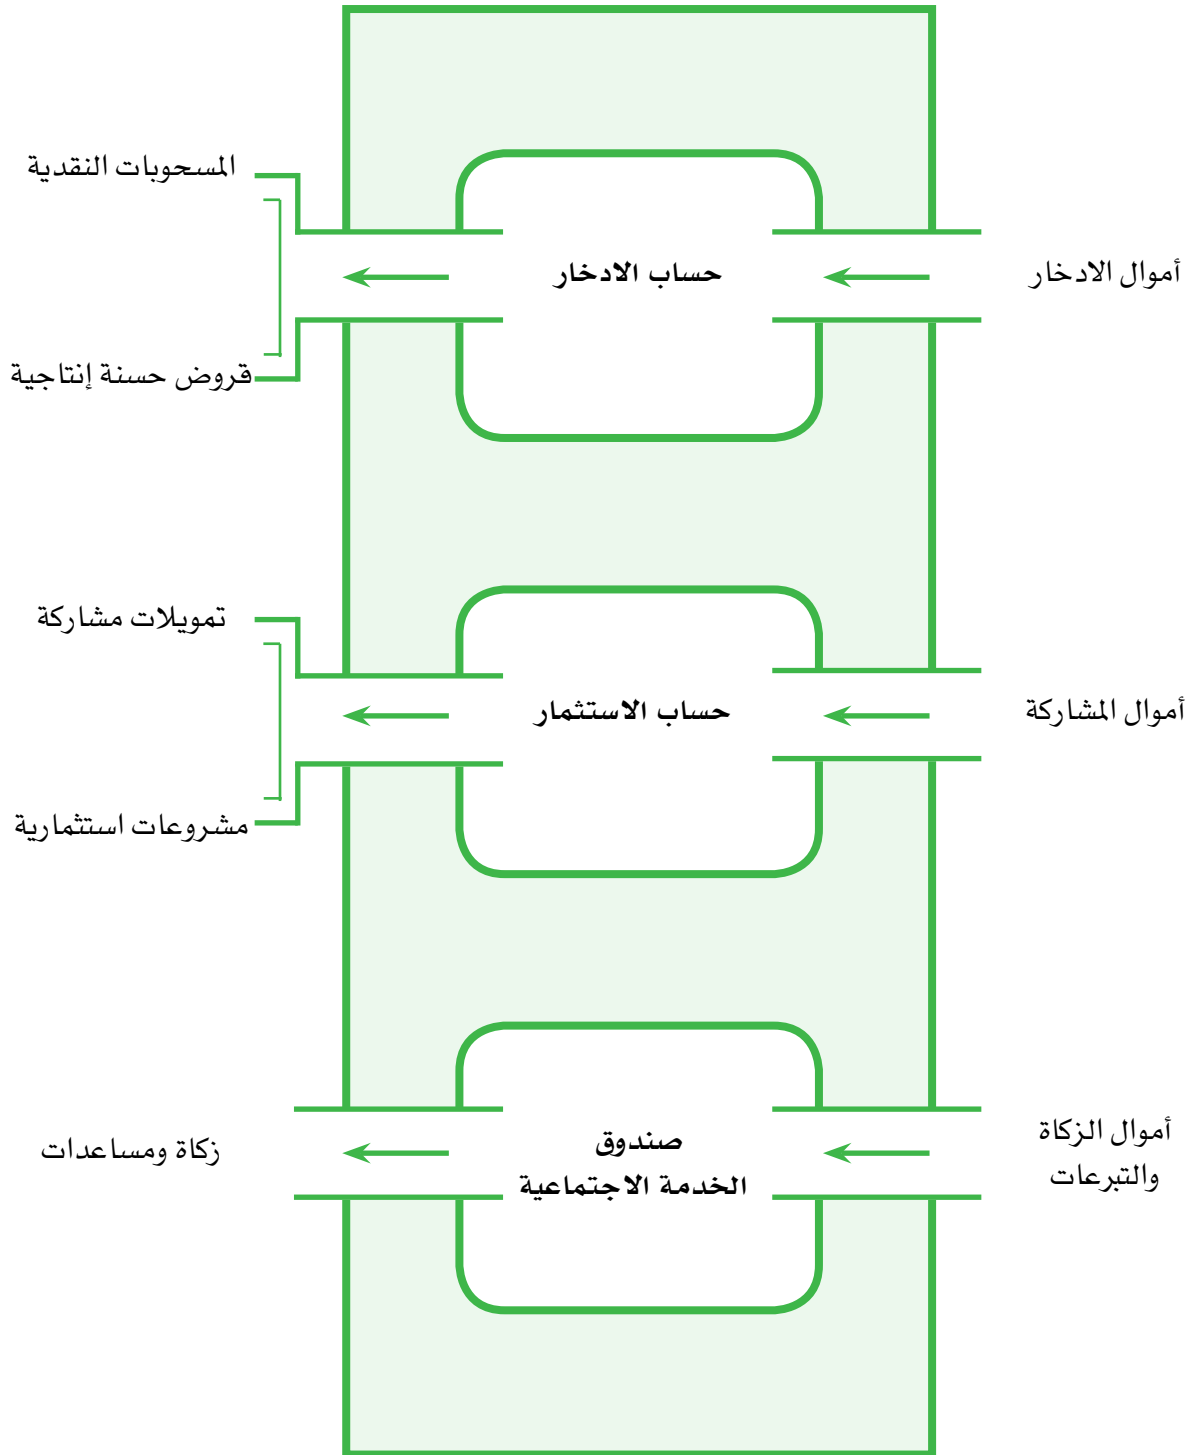 المسحوبات النقدية
أموال الادخار
حساب الادخار
قروض حسنة إنتاجية
تمويلات مشاركة
أموال المشاركة
حساب الاستثمار
مشروعات استثمارية
أموال الزكاة
والتبرعات
صندوق
الخدمة الاجتماعية
زكاة ومساعدات